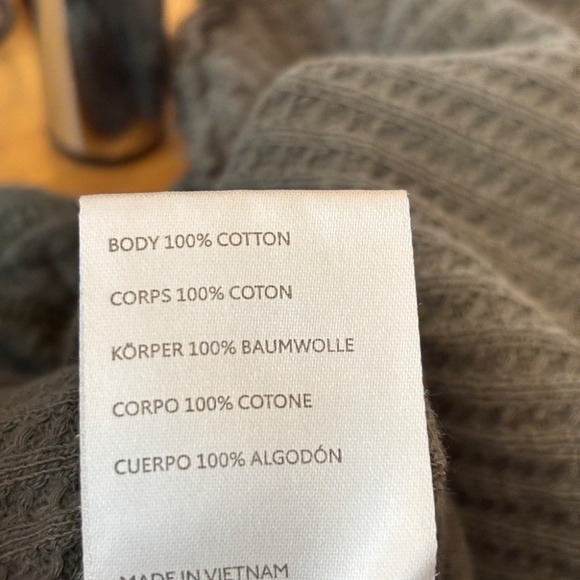 BODY 100% COTTON
CORPS 100% COTON
KÖRPER 100% BAUMWOLLE
CORPO 100% COTONE
CUERPO 100% ALGODÓN
MADE IN VIETNAM